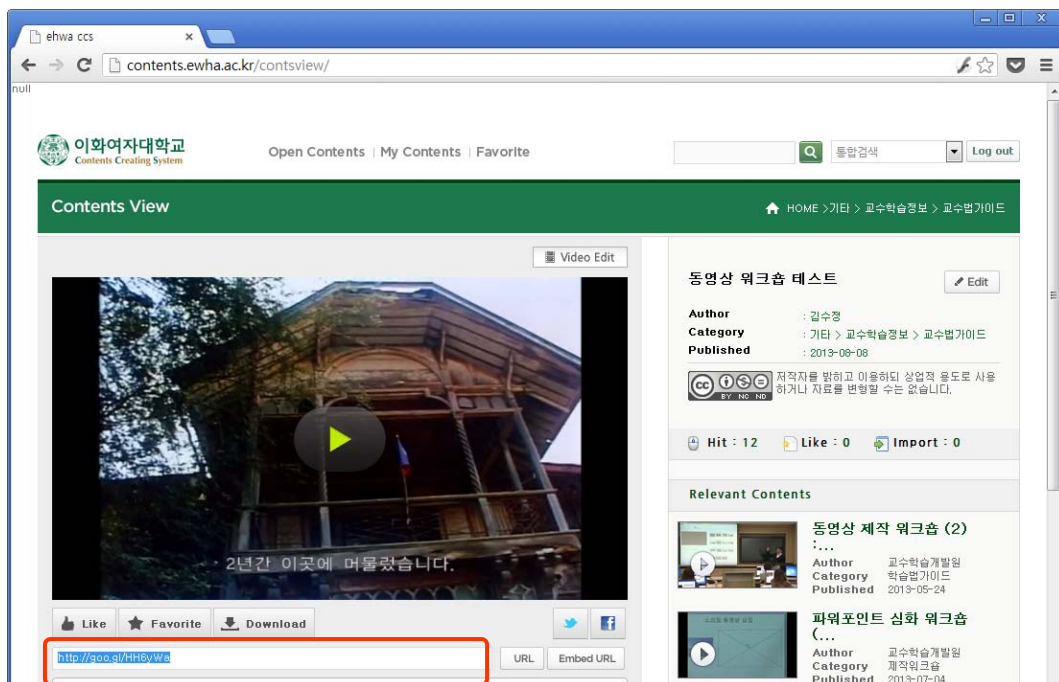 ehwa ccs
contents.ewha.ac.kr/contsview/
null
이화여자대학교
Contents Creating System
Open Contents | My Contents | Favorite
통합검색
Log out
Contents View
HOME > 기타 > 교수학습정보 > 교수법가이드
Video Edit
2년간 이곳에 머물렀습니다.
Like
Favorite
Download
http://goo.gl/HH6yWa
URL
Embed URL
동영상 워크숍 테스트
Edit
Author : 김수정
Category : 기타 > 교수학습정보 > 교수법가이드
Published : 2013-08-08
cc BY NC ND
저작자를 밝히고 이용하되 상업적 용도로 사용
하거나 자료를 변형할 수는 없습니다.
Hit : 12 Like : 0 Import : 0
Relevant Contents
동영상 제작 워크숍 (2)
:...
Author 교수학습개발원
Category 학습법가이드
Published 2013-05-24
파워포인트 심화 워크숍
(...
Author 교수학습개발원
Category 제작워크숍
Published 2013-07-04